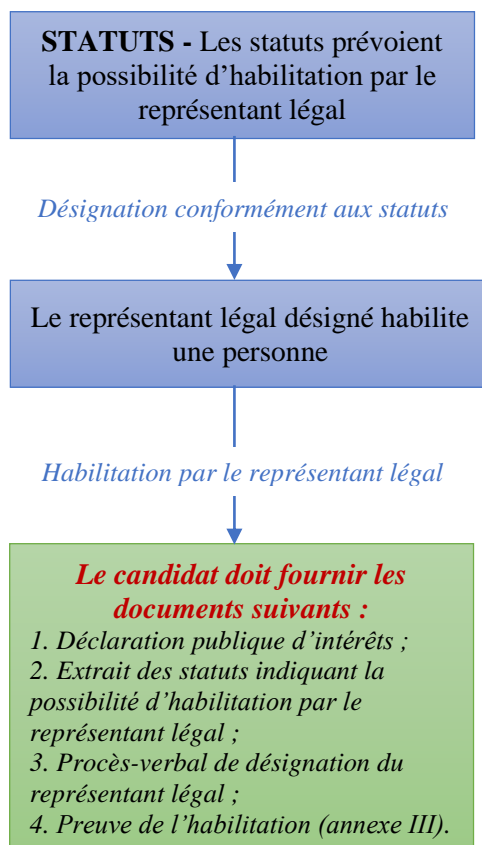 STATUTS - Les statuts prévoient
la possibilité d’habilitation par le
représentant légal
Désignation conformément aux statuts
Le représentant légal désigné habilite
une personne
Habilitation par le représentant légal
Le candidat doit fournir les
documents suivants :
1. Déclaration publique d’intérêts ;
2. Extrait des statuts indiquant la
possibilité d’habilitation par le
représentant légal ;
3. Procès-verbal de désignation du
représentant légal ;
4. Preuve de l’habilitation (annexe III).